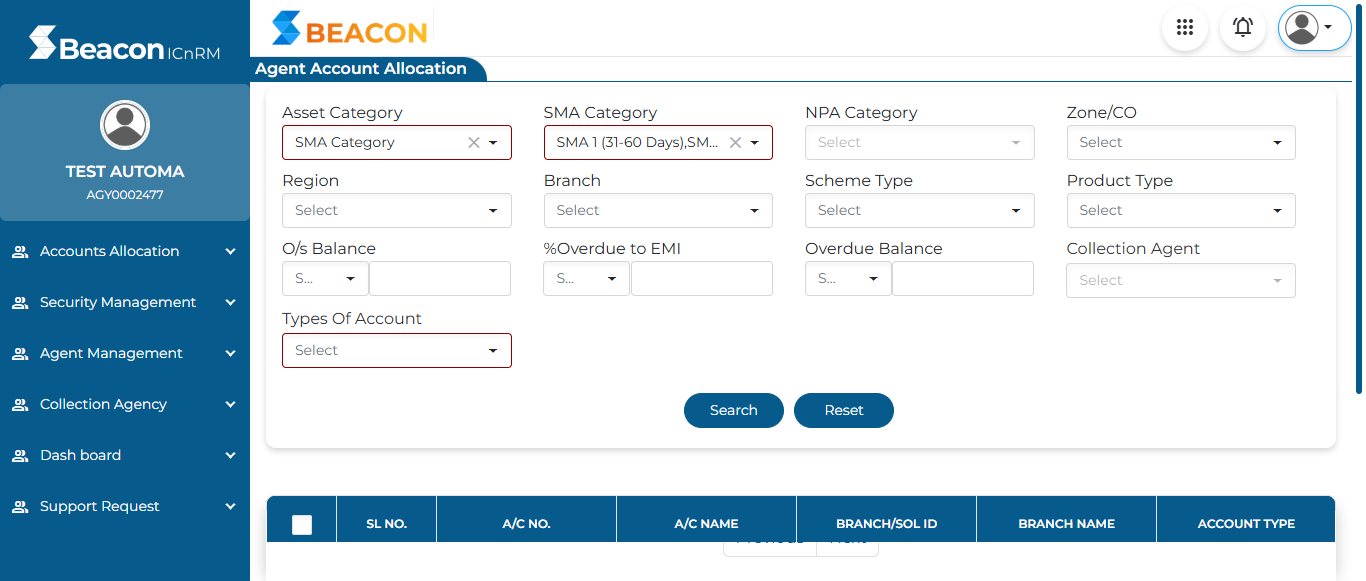 Beacon ICnRM
BEACON
Agent Account Allocation
TEST AUTOMA
AGY0002477
Accounts Allocation
Security Management
Agent Management
Collection Agency
Dash board
Support Request
Asset Category
SMA Category
NPA Category
Zone/CO
SMA Category
SMA 1 (31-60 Days),SM...
Select
Select
Region
Branch
Scheme Type
Product Type
Select
Select
Select
Select
O/s Balance
%Overdue to EMI
Overdue Balance
Collection Agent
S...
S...
S...
Select
Types Of Account
Select
Search
Reset
SL NO.
A/C NO.
A/C NAME
BRANCH/SOL ID
BRANCH NAME
ACCOUNT TYPE
Previous
Next